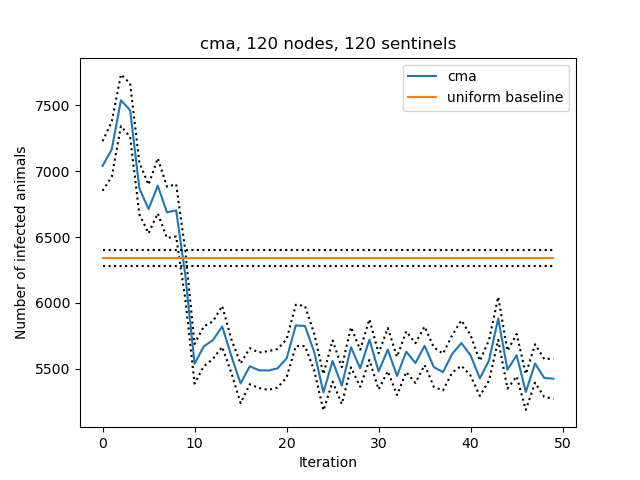 cma, 120 nodes, 120 sentinels
cma
uniform baseline
Number of infected animals
7500
7000
6500
6000
5500
0 10 20 30 40 50
Iteration